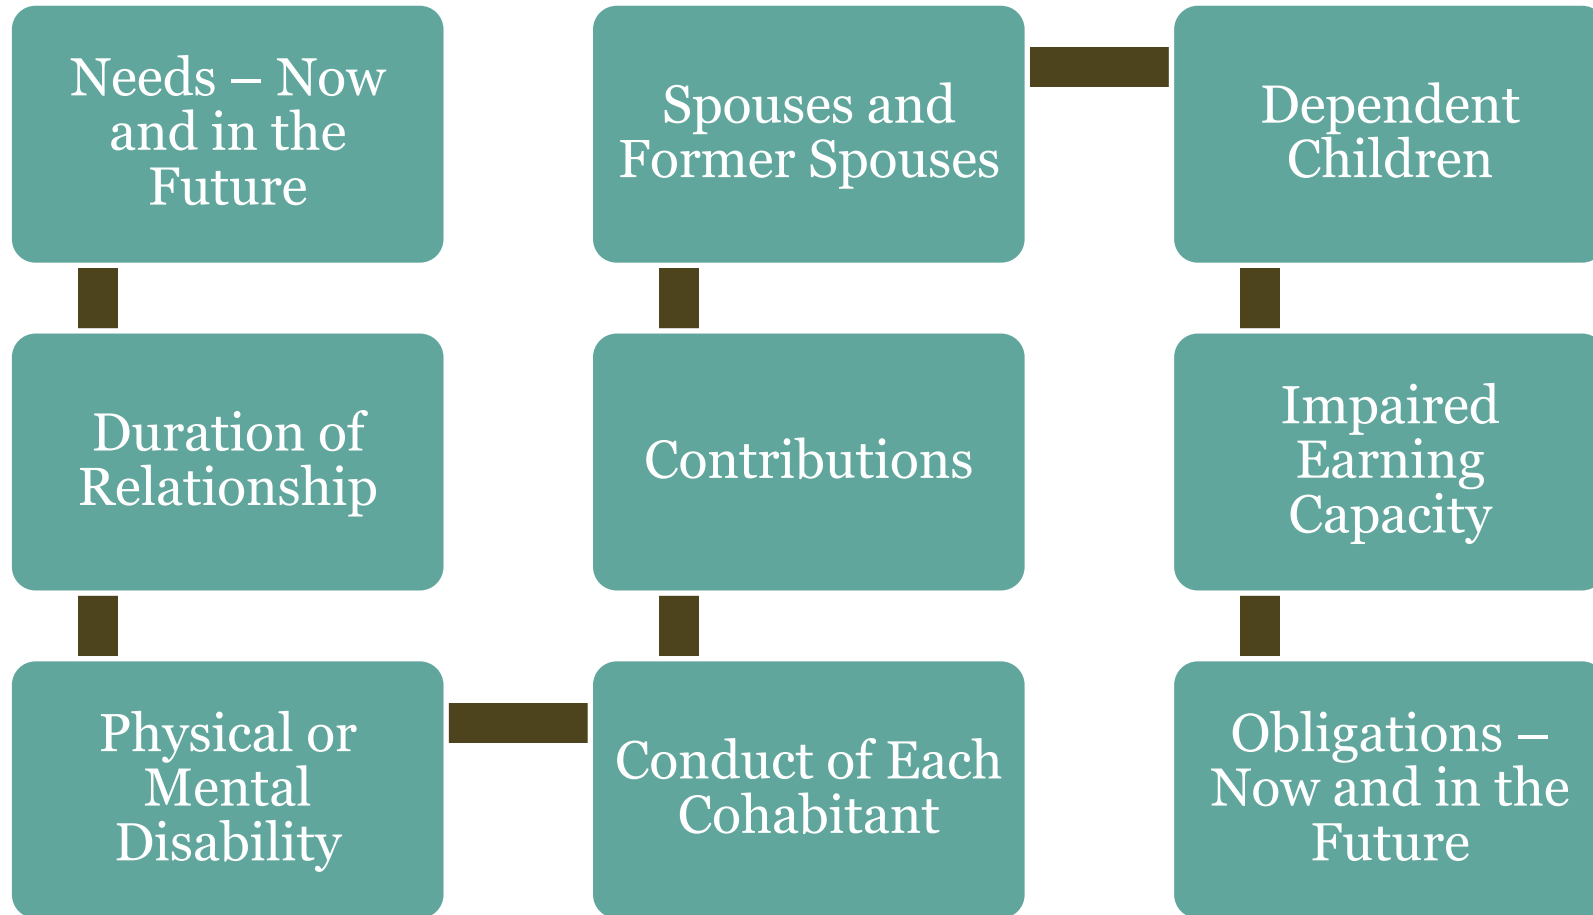 Needs – Now
and in the
Future
Duration of
Relationship
Physical or
Mental
Disability
Conduct of Each
Cohabitant
Contributions
Spouses and
Former Spouses
Dependent
Children
Impaired
Earning
Capacity
Obligations –
Now and in the
Future